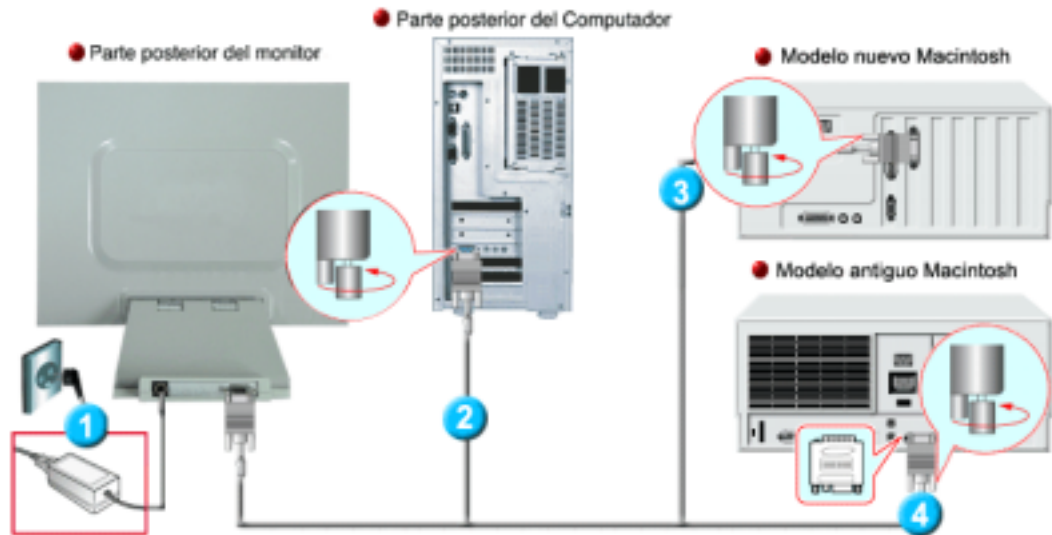 Parte posterior del Computador
Parte posterior del monitor
Modelo nuevo Macintosh
3
Modelo antiguo Macintosh
1
2
4